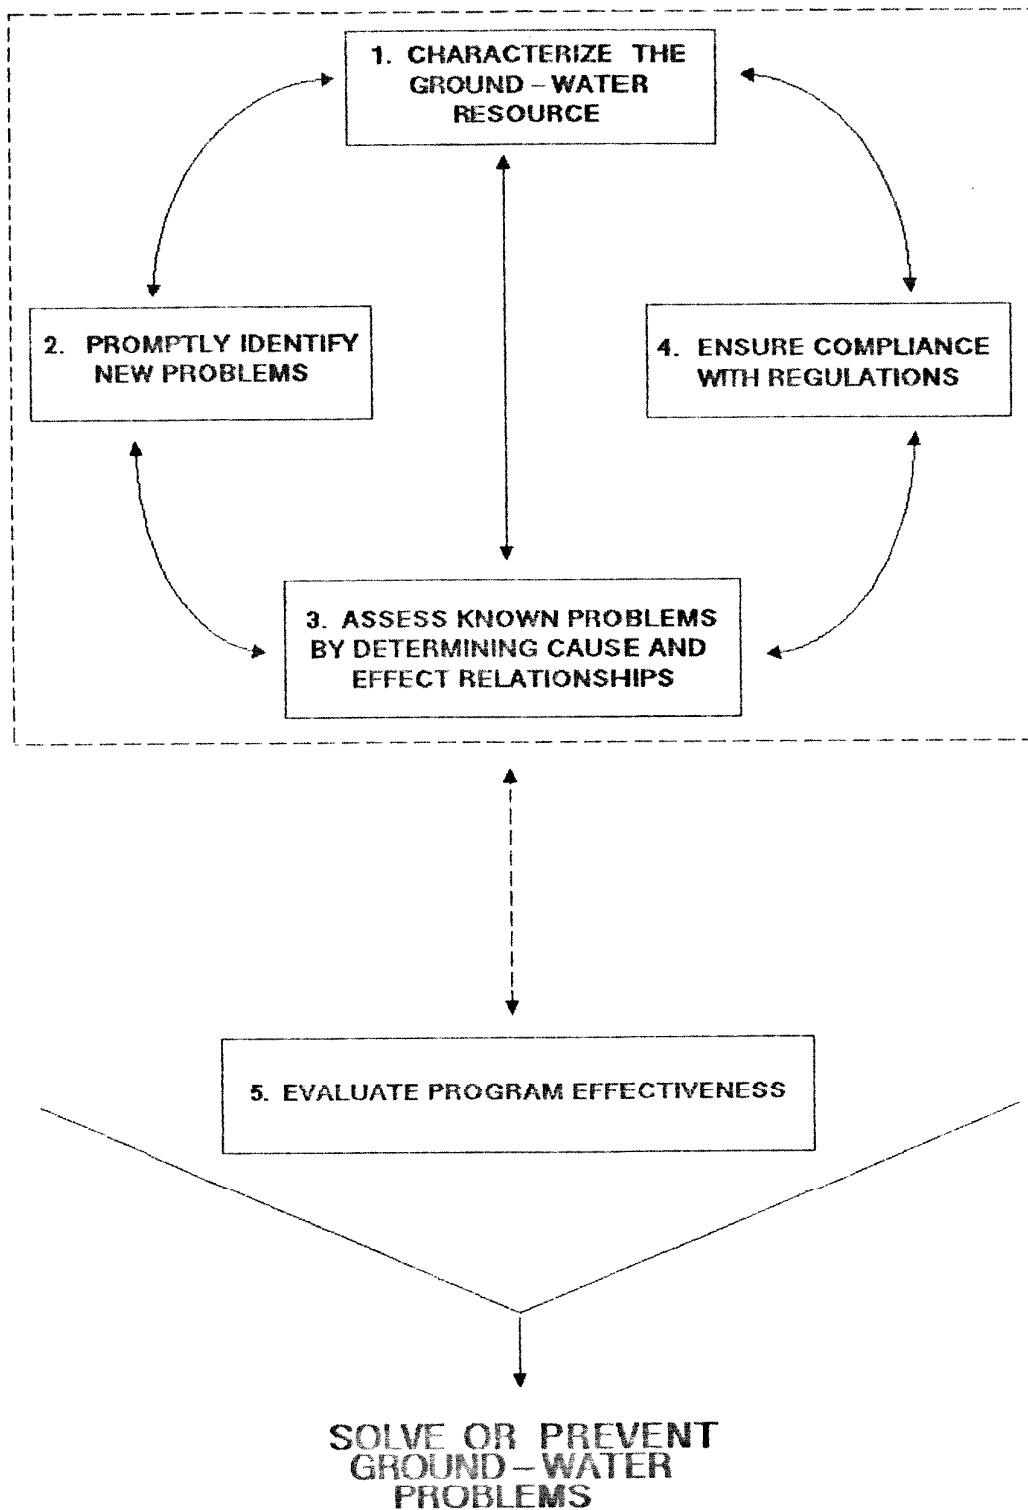 1. CHARACTERIZE THE
GROUND – WATER
RESOURCE
2. PROMPTLY IDENTIFY
NEW PROBLEMS
4. ENSURE COMPLIANCE
WITH REGULATIONS
3. ASSESS KNOWN PROBLEMS
BY DETERMINING CAUSE AND
EFFECT RELATIONSHIPS
5. EVALUATE PROGRAM EFFECTIVENESS
SOLVE OR PREVENT
GROUND – WATER
PROBLEMS